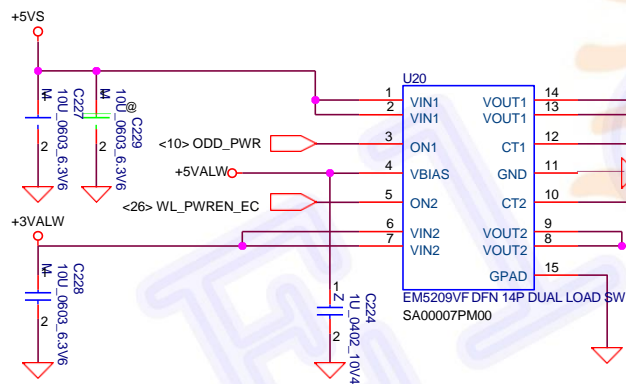 +5VS
1
C227
10U_0603_6.3V6
M
2
1
@
C229
10U_0603_6.3V6
M
2
<10> ODD_PWR
+5VALW
<26> WL_PWREN_EC
+3VALW
1
C228
10U_0603_6.3V6
M
2
1
C224
1U_0402_10V4
Z
2
U20
1 VIN1 VOUT1 14
2 VIN1 VOUT1 13
3 ON1 CT1 12
4 VBIAS GND 11
5 ON2 CT2 10
6 VIN2 VOUT2 9
7 VIN2 VOUT2 8
GPAD 15
EM5209VF DFN 14P DUAL LOAD SW
SA00007PM00